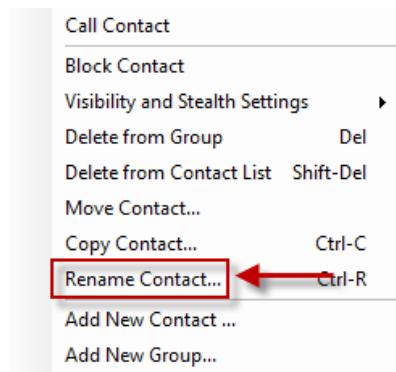 Call Contact
Block Contact
Visibility and Stealth Settings
Delete from Group Del
Delete from Contact List Shift-Del
Move Contact...
Copy Contact... Ctrl-C
Rename Contact... Ctrl-R
Add New Contact ...
Add New Group...